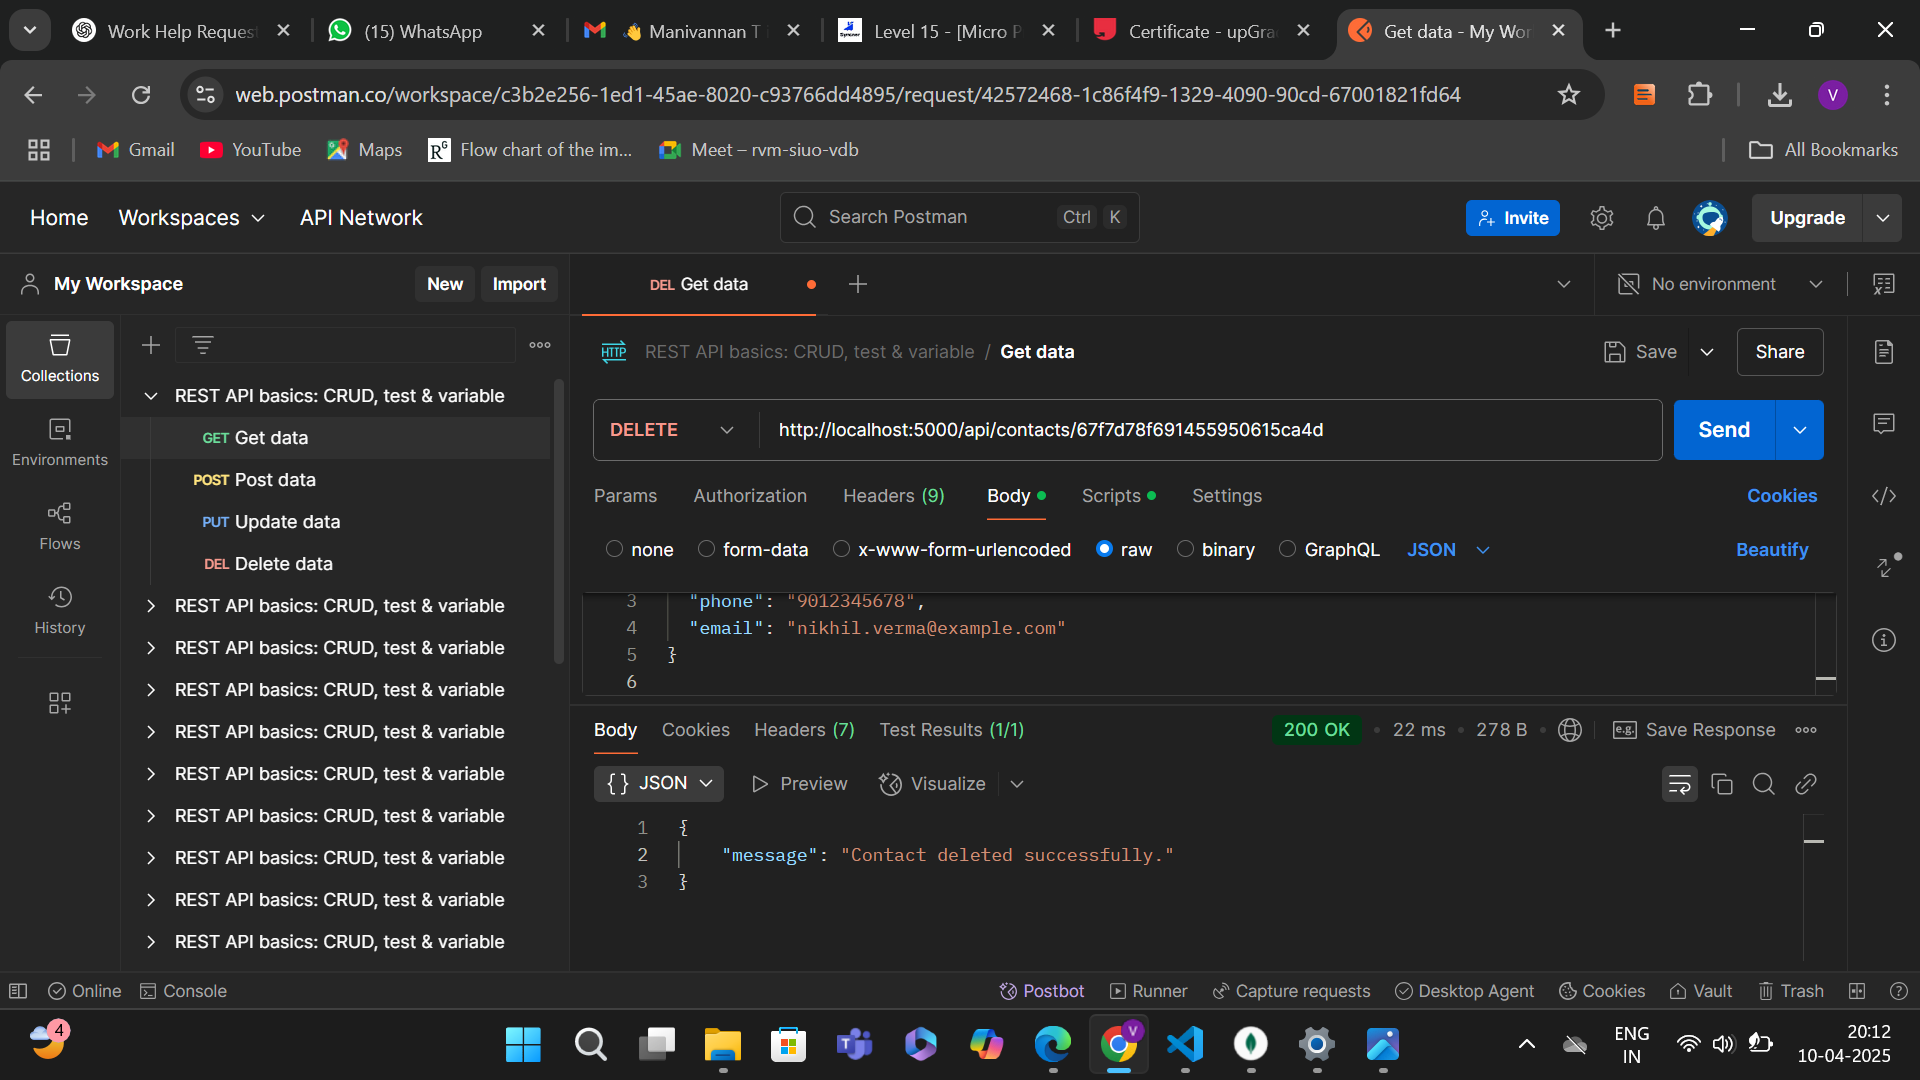 Work Help Reques
(15) WhatsApp
👋 Manivannan T i
Level 15 - [Micro P
Certificate - upGra
Get data - My Wor
web.postman.co/workspace/c3b2e256-1ed1-45ae-8020-c93766dd4895/request/42572468-1c86f4f9-1329-4090-90cd-67001821fd64
V
Gmail
YouTube
Maps
Flow chart of the im...
Meet – rvm-siuo-vdb
All Bookmarks
Home
Workspaces
API Network
Search Postman
Ctrl K
Invite
Upgrade
My Workspace
New
Import
DEL Get data
No environment
Collections
Environments
Flows
History
REST API basics: CRUD, test & variable
GET Get data
POST Post data
PUT Update data
DEL Delete data
REST API basics: CRUD, test & variable
REST API basics: CRUD, test & variable
REST API basics: CRUD, test & variable
REST API basics: CRUD, test & variable
REST API basics: CRUD, test & variable
REST API basics: CRUD, test & variable
REST API basics: CRUD, test & variable
REST API basics: CRUD, test & variable
REST API basics: CRUD, test & variable
HTTP REST API basics: CRUD, test & variable / Get data
Save
Share
DELETE
http://localhost:5000/api/contacts/67f7d78f691455950615ca4d
Send
Params
Authorization
Headers (9)
Body
Scripts
Settings
Cookies
none
form-data
x-www-form-urlencoded
raw
binary
GraphQL
JSON
Beautify
3 "phone": "9012345678",
4 "email": "nikhil.verma@example.com"
5 }
6
Body
Cookies
Headers (7)
Test Results (1/1)
200 OK
22 ms
278 B
e.g. Save Response
{} JSON
Preview
Visualize
1 {
2 "message": "Contact deleted successfully."
3 }
Online
Console
Postbot
Runner
Capture requests
Desktop Agent
Cookies
Vault
Trash
4
V
ENG
IN
20:12
10-04-2025